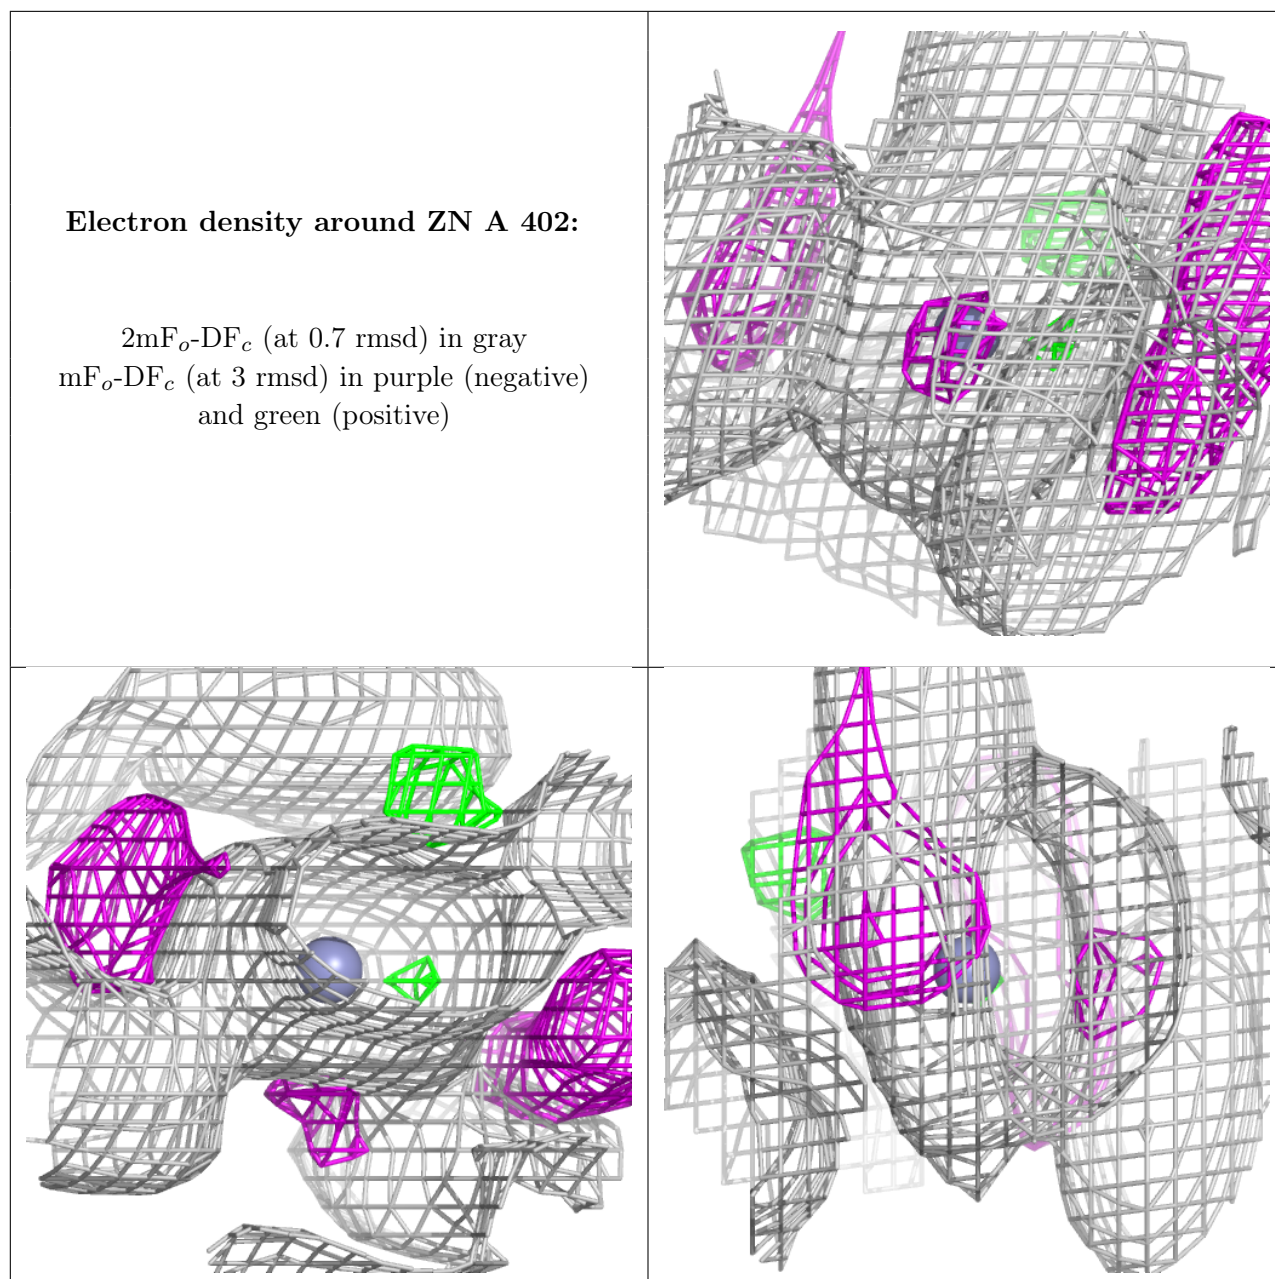 Electron density around ZN A 402:
2mFo-DFc (at 0.7 rmsd) in gray
mFo-DFc (at 3 rmsd) in purple (negative)
and green (positive)